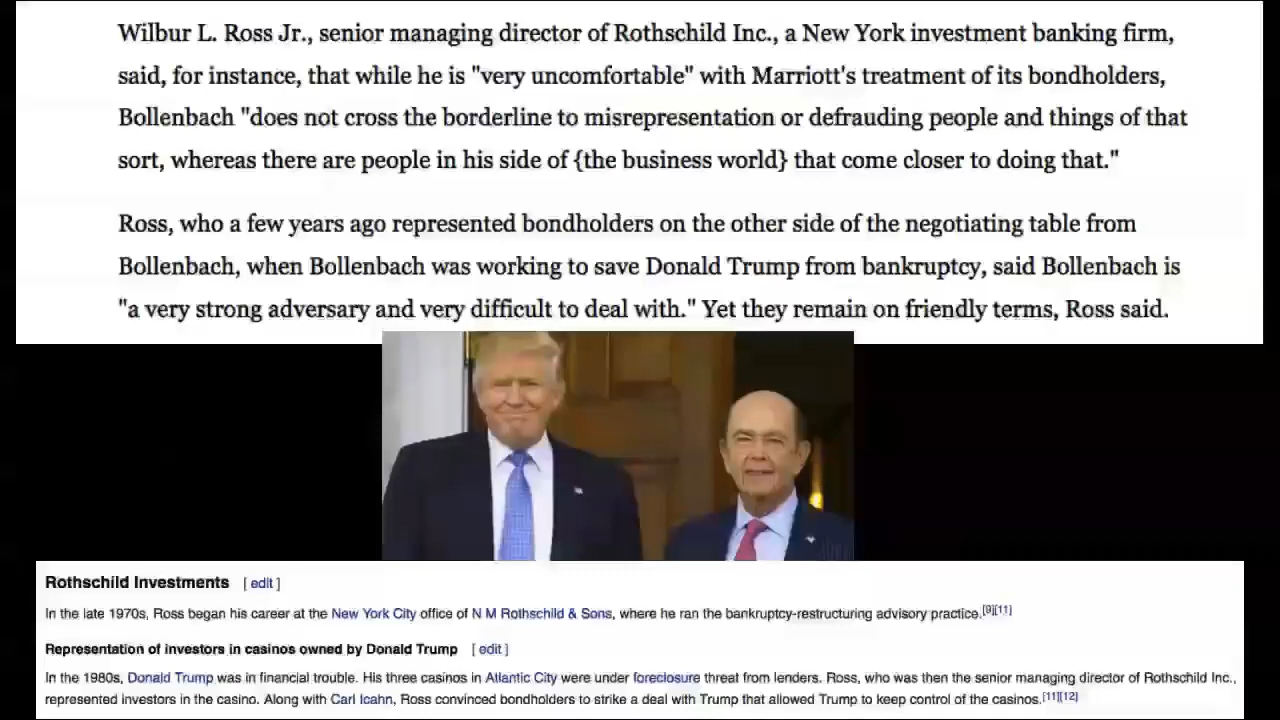 Wilbur L. Ross Jr., senior managing director of Rothschild Inc., a New York investment banking firm,
said, for instance, that while he is "very uncomfortable" with Marriott's treatment of its bondholders,
Bollenbach "does not cross the borderline to misrepresentation or defrauding people and things of that
sort, whereas there are people in his side of {the business world} that come closer to doing that."
Ross, who a few years ago represented bondholders on the other side of the negotiating table from
Bollenbach, when Bollenbach was working to save Donald Trump from bankruptcy, said Bollenbach is
"a very strong adversary and very difficult to deal with." Yet they remain on friendly terms, Ross said.
Rothschild Investments [ edit ]
In the late 1970s, Ross began his career at the New York City office of N M Rothschild & Sons, where he ran the bankruptcy-restructuring advisory practice.[9][11]
Representation of investors in casinos owned by Donald Trump [ edit ]
In the 1980s, Donald Trump was in financial trouble. His three casinos in Atlantic City were under foreclosure threat from lenders. Ross, who was then the senior managing director of Rothschild Inc.,
represented investors in the casino. Along with Carl Icahn, Ross convinced bondholders to strike a deal with Trump that allowed Trump to keep control of the casinos.[11][12]